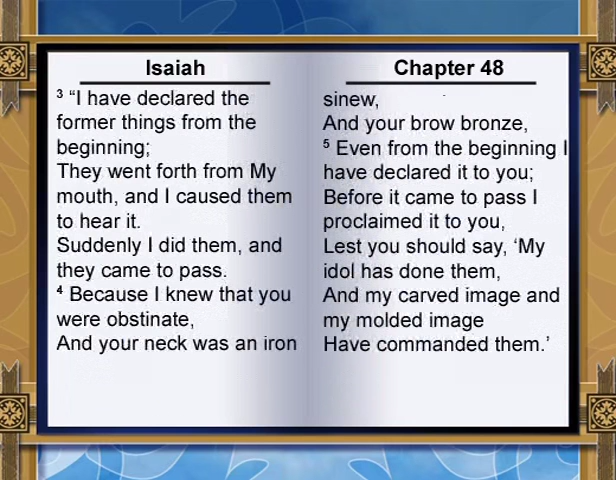 Isaiah
³ “I have declared the
former things from the
beginning;
They went forth from My
mouth, and I caused them
to hear it.
Suddenly I did them, and
they came to pass.
⁴ Because I knew that you
were obstinate,
And your neck was an iron
Chapter 48
sinew,
And your brow bronze,
⁵ Even from the beginning I
have declared it to you;
Before it came to pass I
proclaimed it to you,
Lest you should say, ‘My
idol has done them,
And my carved image and
my molded image
Have commanded them.’